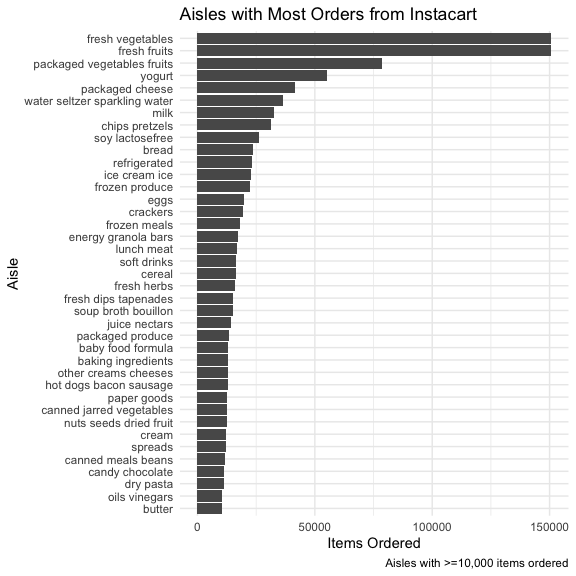 Aisles with Most Orders from Instacart
fresh vegetables
fresh fruits
packaged vegetables fruits
yogurt
packaged cheese
water seltzer sparkling water
milk
chips pretzels
soy lactosefree
bread
refrigerated
ice cream ice
frozen produce
eggs
crackers
frozen meals
energy granola bars
lunch meat
soft drinks
cereal
fresh herbs
fresh dips tapenades
soup broth bouillon
juice nectars
packaged produce
baby food formula
baking ingredients
other creams cheeses
hot dogs bacon sausage
paper goods
canned jarred vegetables
nuts seeds dried fruit
cream
spreads
canned meals beans
candy chocolate
dry pasta
oils vinegars
butter
Aisle
0 50000 100000 150000
Items Ordered
Aisles with >=10,000 items ordered